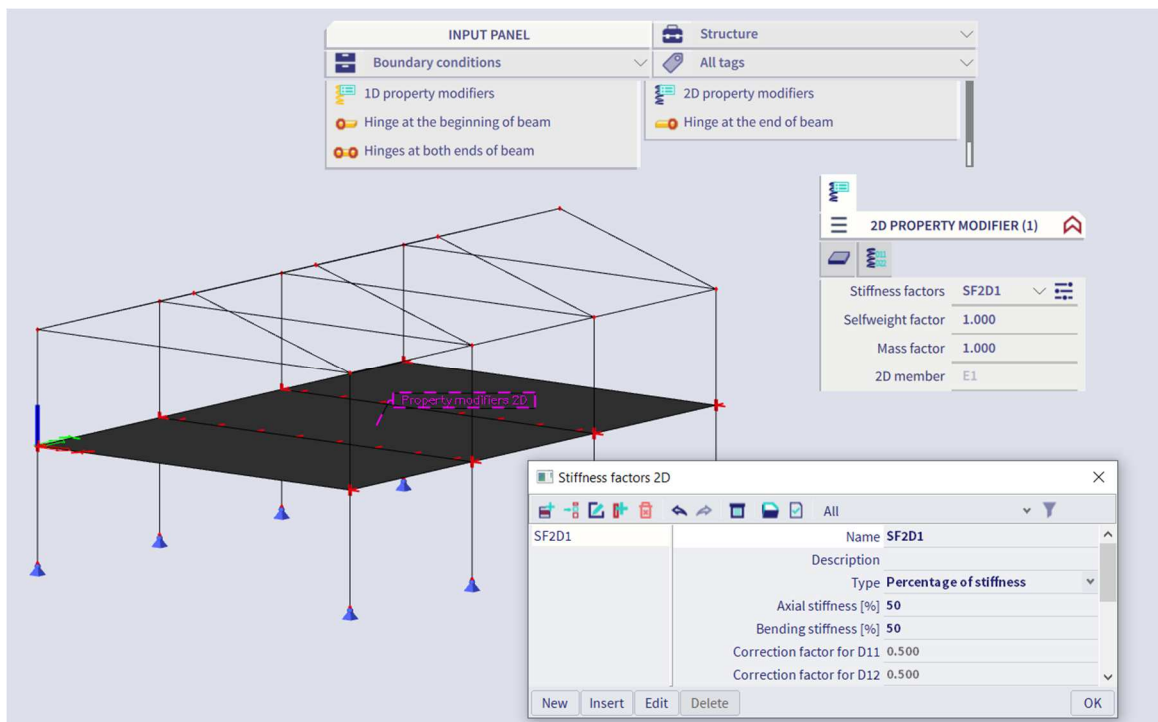 INPUT PANEL
Structure
Boundary conditions
All tags
1D property modifiers
2D property modifiers
Hinge at the beginning of beam
Hinge at the end of beam
Hinges at both ends of beam
2D PROPERTY MODIFIER (1)
Stiffness factors SF2D1
Selfweight factor 1.000
Mass factor 1.000
2D member E1
Property modifiers 2D
Stiffness factors 2D
All
SF2D1
Name SF2D1
Description
Type Percentage of stiffness
Axial stiffness [%] 50
Bending stiffness [%] 50
Correction factor for D11 0.500
Correction factor for D12 0.500
New Insert Edit Delete OK